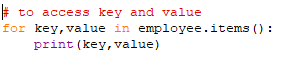 # to access key and value
for key,value in employee.items():
    print(key,value)